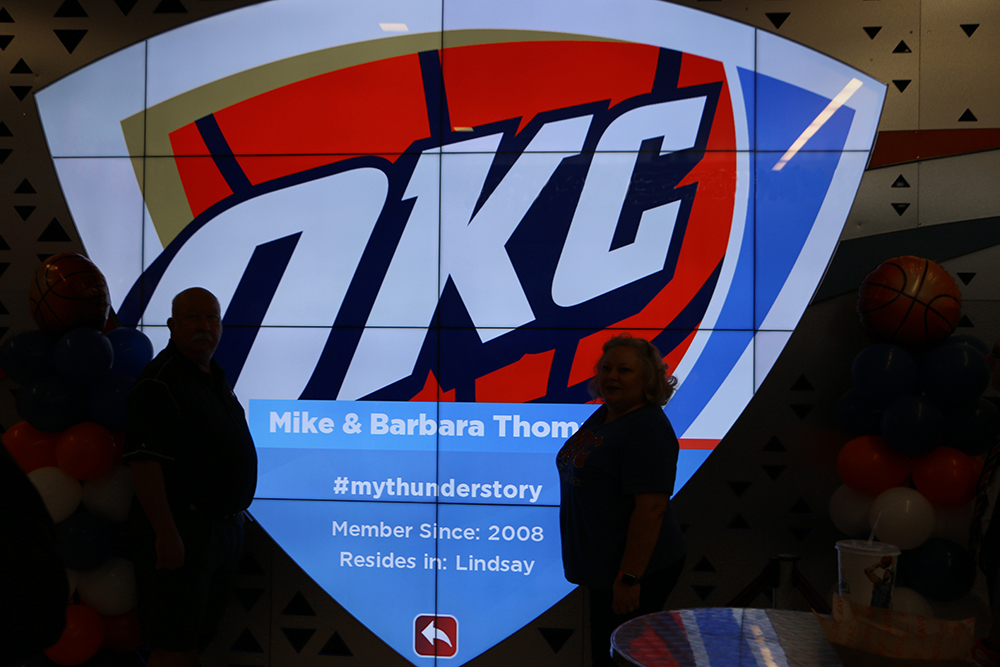 OKC
Mike & Barbara Thom
#mythunderstory
Member Since: 2008
Resides in: Lindsay